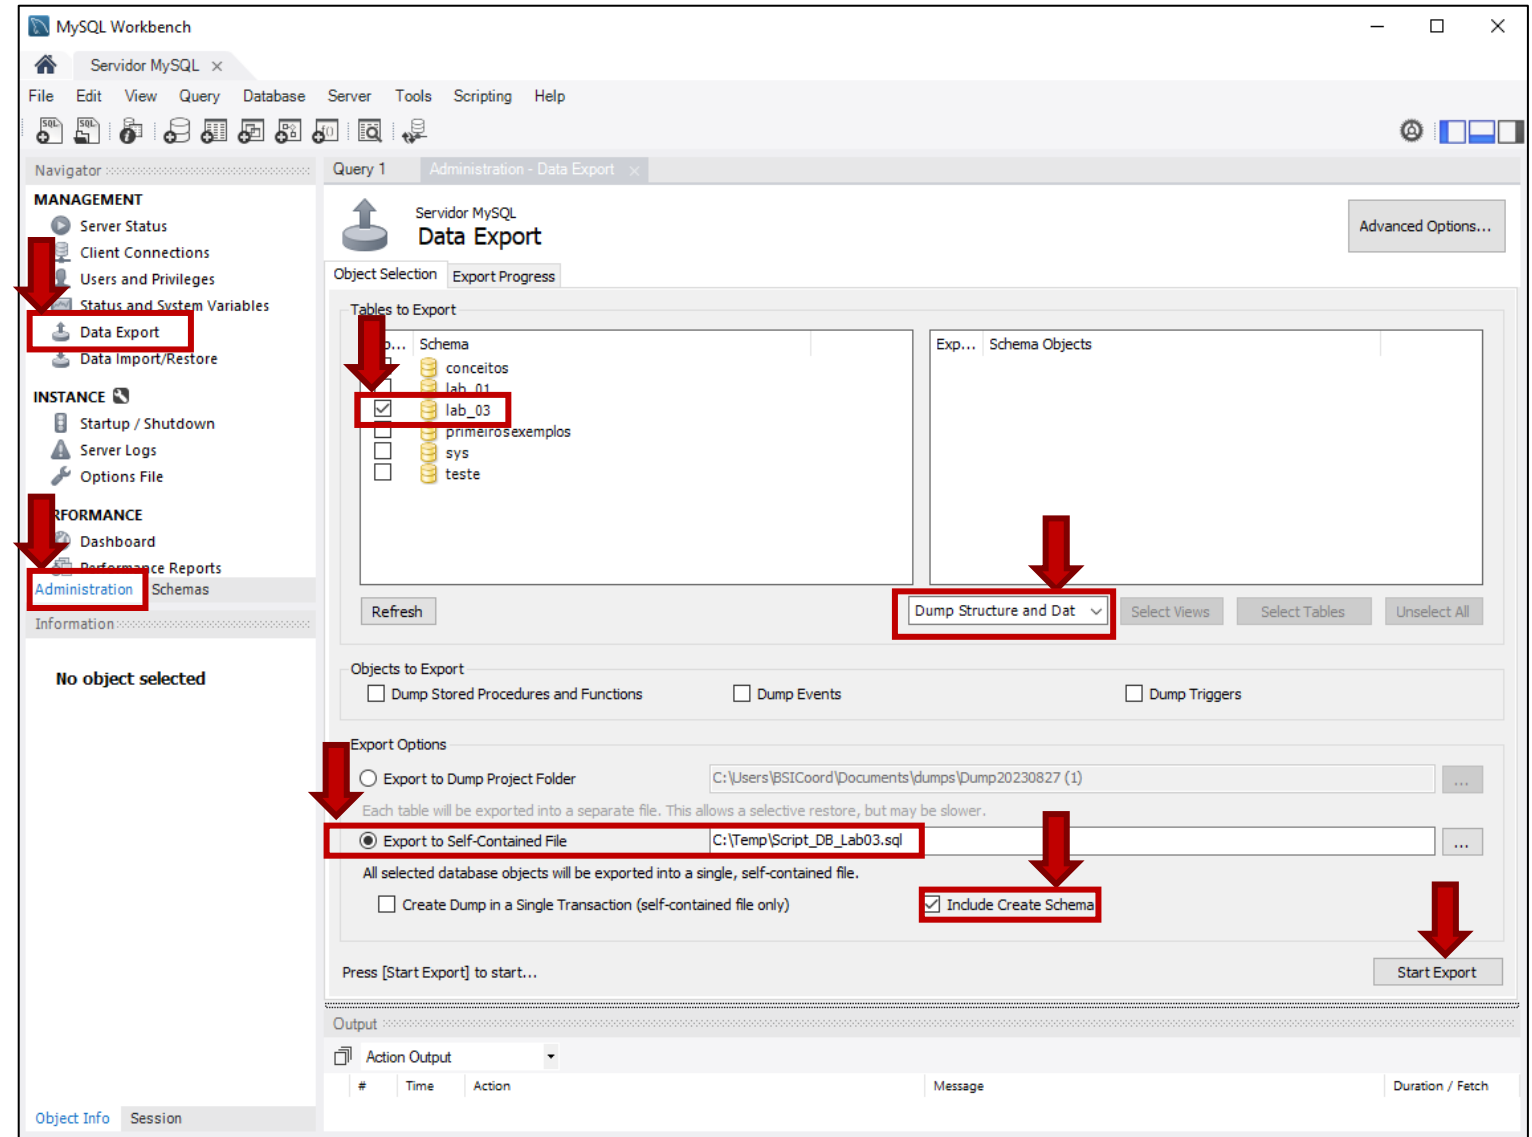 MySQL Workbench
Servidor MySQL
File Edit View Query Database Server Tools Scripting Help
Navigator
Query 1 Administration - Data Export
MANAGEMENT
Server Status
Client Connections
Users and Privileges
Status and System Variables
Data Export
Data Import/Restore
INSTANCE
Startup / Shutdown
Server Logs
Options File
Dashboard
Performance Reports
Administration Schemas
Information
No object selected
Object Info Session
Servidor MySQL
Data Export
Advanced Options...
Object Selection Export Progress
Tables to Export
Schema
conceitos
lab_01
lab_03
primeirosexemplos
sys
teste
Exp... Schema Objects
Refresh
Dump Structure and Dat
Select Views Select Tables Unselect All
Objects to Export
Dump Stored Procedures and Functions Dump Events Dump Triggers
Export Options
Export to Dump Project Folder C:\Users\BSICoord\Documents\dumps\Dump20230827 (1) ...
Each table will be exported into a separate file. This allows a selective restore, but may be slower.
Export to Self-Contained File C:\Temp\Script_DB_Lab03.sql ...
All selected database objects will be exported into a single, self-contained file.
Create Dump in a Single Transaction (self-contained file only) Include Create Schema
Press [Start Export] to start...
Start Export
Output
Action Output
# Time Action Message Duration / Fetch